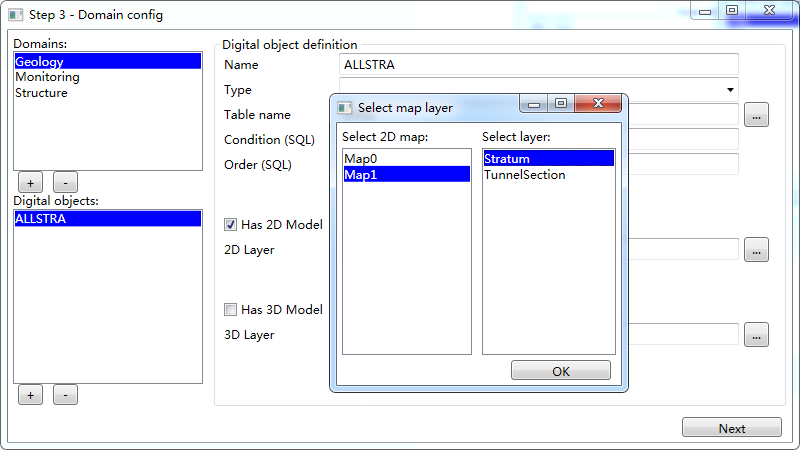 Step 3 - Domain config
Domains:
Geology
Monitoring
Structure
+ -
Digital objects:
ALLSTRA
+ -
Digital object definition
Name ALLSTRA
Type
Table name ...
Condition (SQL)
Order (SQL)
Has 2D Model
2D Layer ...
Has 3D Model
3D Layer ...
Select map layer
Select 2D map:
Map0
Map1
Select layer:
Stratum
TunnelSection
OK
Next